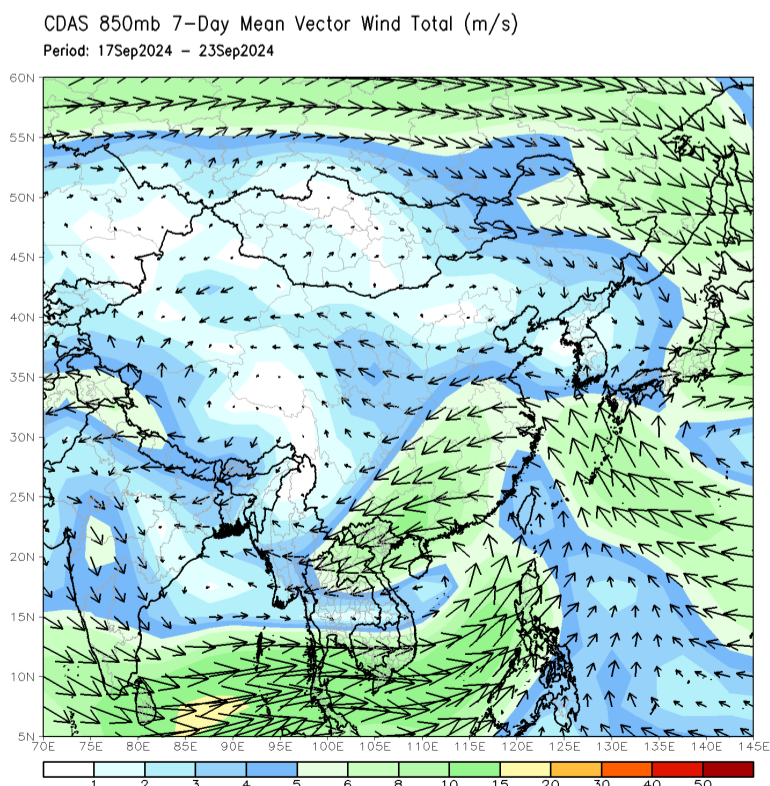 CDAS 850mb 7-Day Mean Vector Wind Total (m/s)
Period: 17Sep2024 - 23Sep2024
60N
55N
50N
45N
40N
35N
30N
25N
20N
15N
10N
5N
70E 75E 80E 85E 90E 95E 100E 105E 110E 115E 120E 125E 130E 135E 140E 145E
1 2 3 4 5 6 8 10 15 20 30 40 50